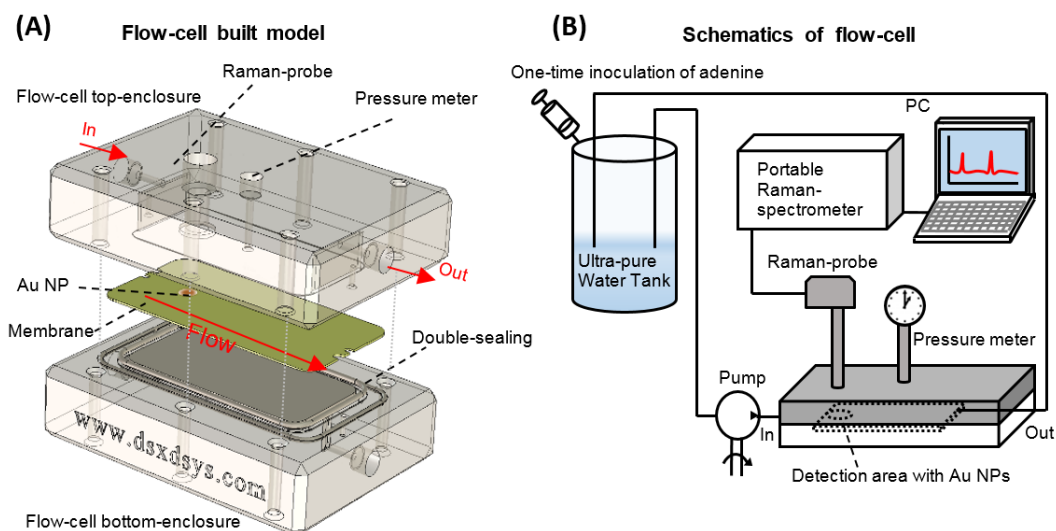 (A)
Flow-cell built model
Raman-probe
Flow-cell top-enclosure
Pressure meter
In
Out
Au NP
Membrane
Flow
Double-sealing
www.dsxdsys.com
Flow-cell bottom-enclosure
(B)
Schematics of flow-cell
One-time inoculation of adenine
PC
Portable
Raman-
spectrometer
Ultra-pure
Water Tank
Raman-probe
Pressure meter
Pump
In
Out
Detection area with Au NPs